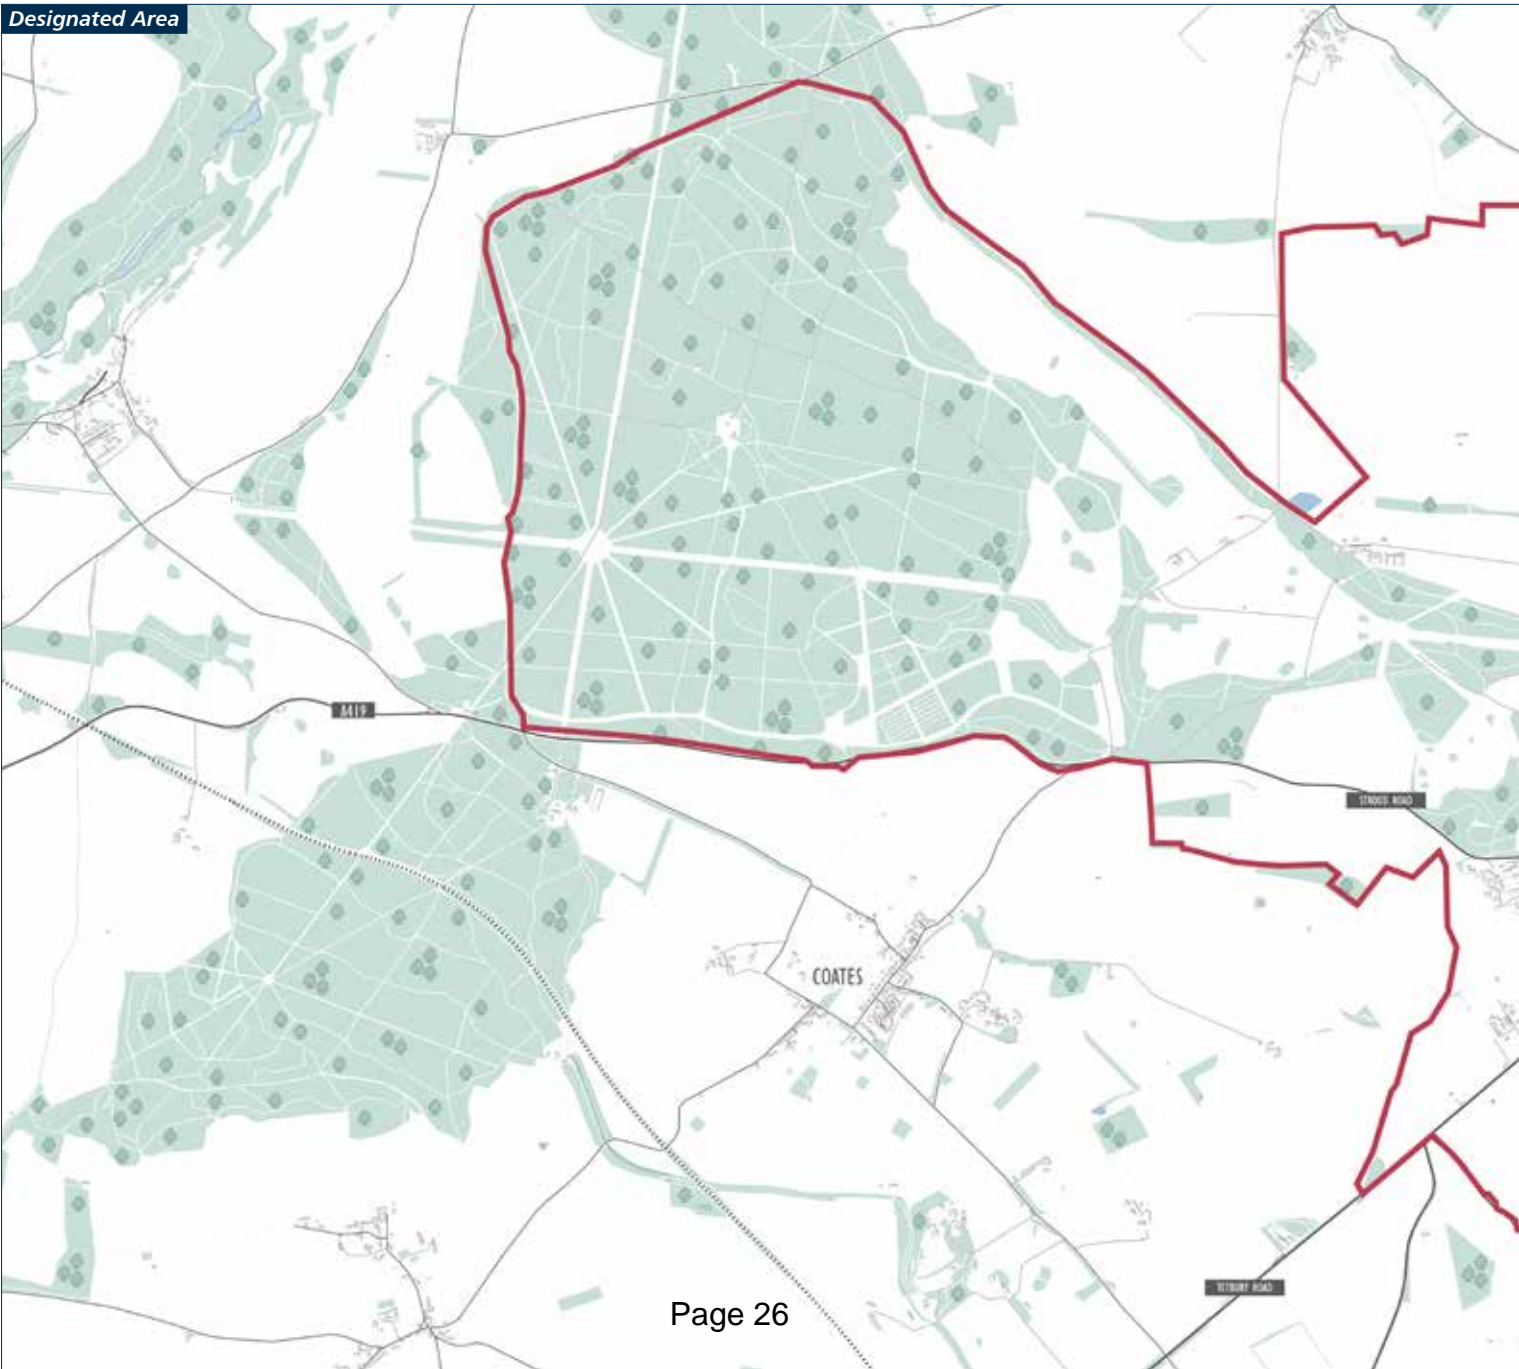 Designated Area
A419
STROUD ROAD
COATES
TETBURY ROAD
Page 26